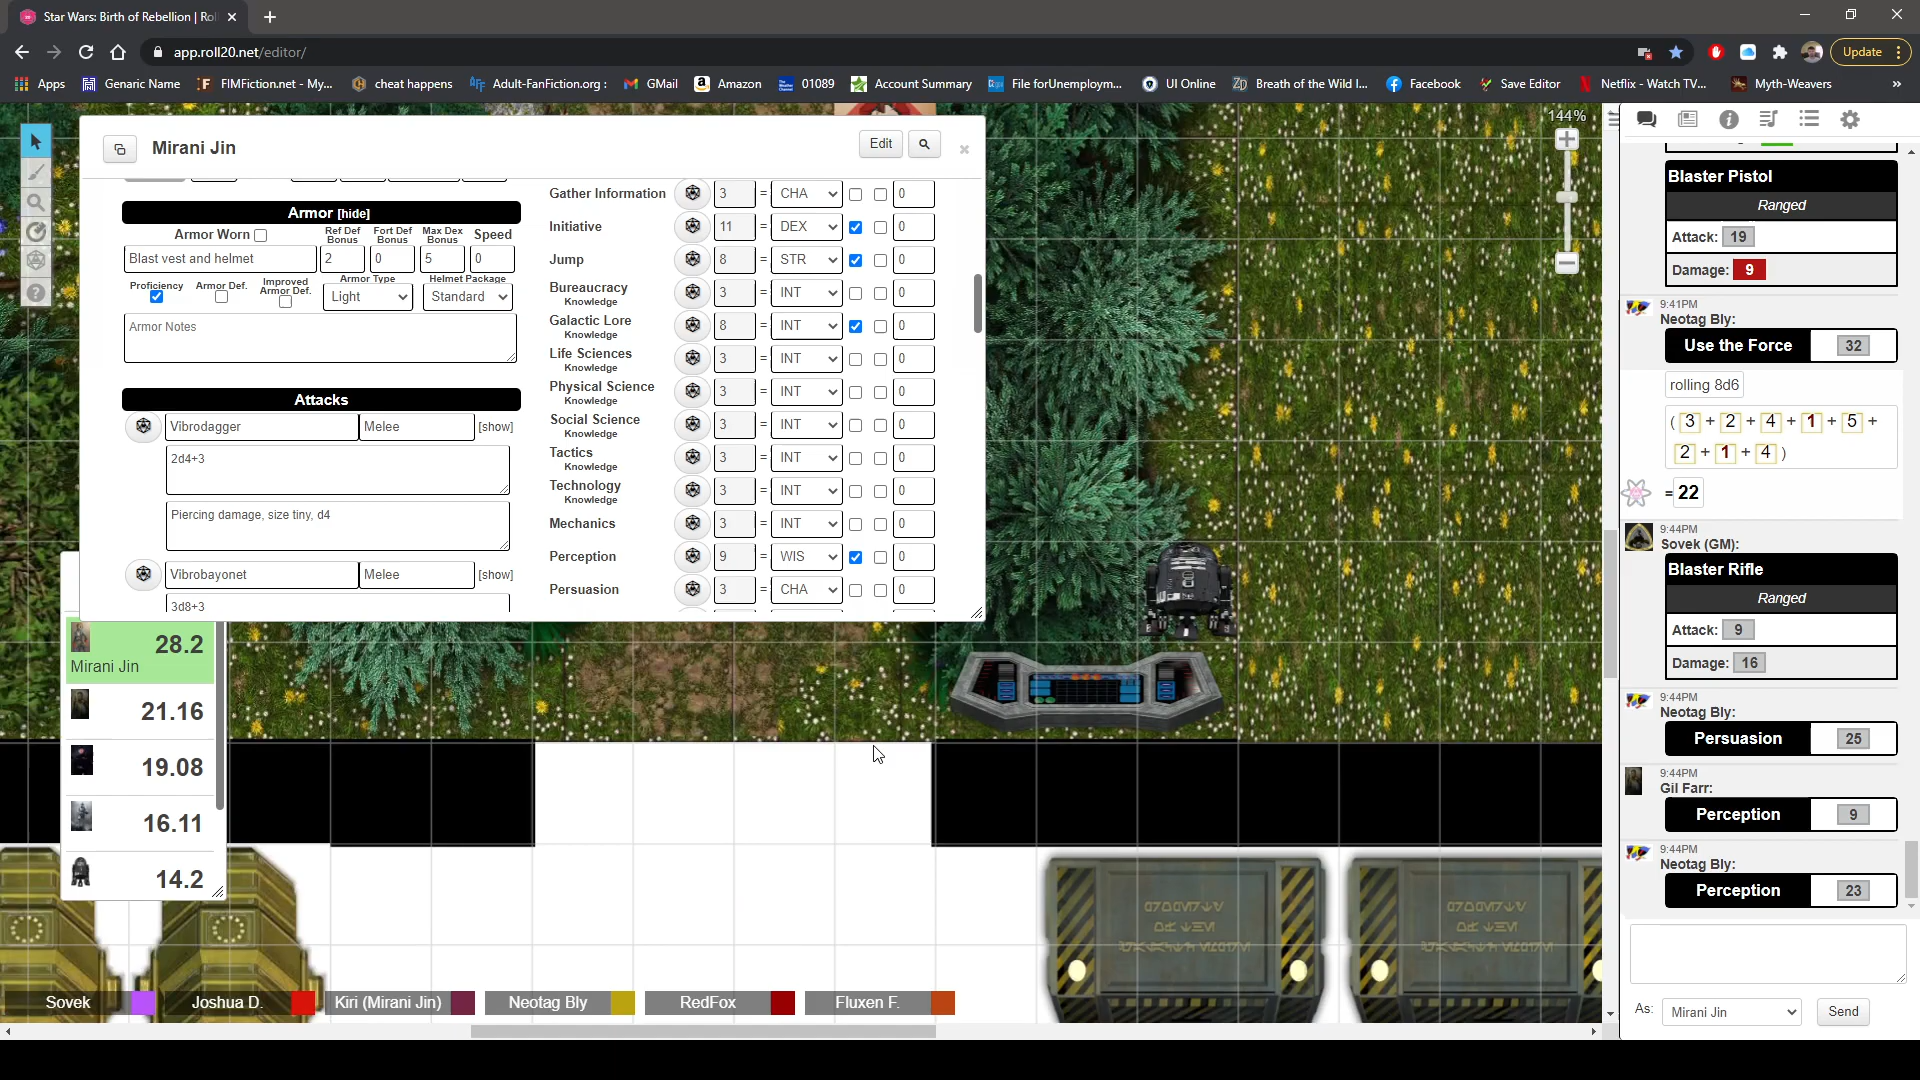 Star Wars: Birth of Rebellion | Rol
app.roll20.net/editor/
Update
Apps
Genaric Name
FIMFiction.net - My...
cheat happens
Adult-FanFiction.org :
GMail
Amazon
01089
Account Summary
File forUnemploym...
UI Online
Breath of the Wild I...
Facebook
Save Editor
Netflix - Watch TV...
Myth-Weavers
»
Mirani Jin
Edit
144%
Armor [hide]
Armor Worn
Ref Def Bonus
Fort Def Bonus
Max Dex Bonus
Speed
Blast vest and helmet
2
0
5
0
Proficiency
Armor Def.
Improved Armor Def.
Armor Type
Light
Helmet Package
Standard
Armor Notes
Attacks
Vibrodagger
Melee
[show]
2d4+3
Piercing damage, size tiny, d4
Vibrobayonet
Melee
[show]
3d8+3
Gather Information 3 = CHA 0
Initiative 11 = DEX 0
Jump 8 = STR 0
Bureaucracy Knowledge 3 = INT 0
Galactic Lore Knowledge 8 = INT 0
Life Sciences Knowledge 3 = INT 0
Physical Science Knowledge 3 = INT 0
Social Science Knowledge 3 = INT 0
Tactics Knowledge 3 = INT 0
Technology Knowledge 3 = INT 0
Mechanics 3 = INT 0
Perception 9 = WIS 0
Persuasion 3 = CHA 0
28.2
Mirani Jin
21.16
19.08
16.11
14.2
Sovek
Joshua D.
Kiri (Mirani Jin)
Neotag Bly
RedFox
Fluxen F.
Blaster Pistol
Ranged
Attack: 19
Damage: 9
9:41PM
Neotag Bly:
Use the Force 32
rolling 8d6
( 3 + 2 + 4 + 1 + 5 +
2 + 1 + 4 )
= 22
9:44PM
Sovek (GM):
Blaster Rifle
Ranged
Attack: 9
Damage: 16
9:44PM
Neotag Bly:
Persuasion 25
9:44PM
Gil Farr:
Perception 9
9:44PM
Neotag Bly:
Perception 23
As: Mirani Jin
Send